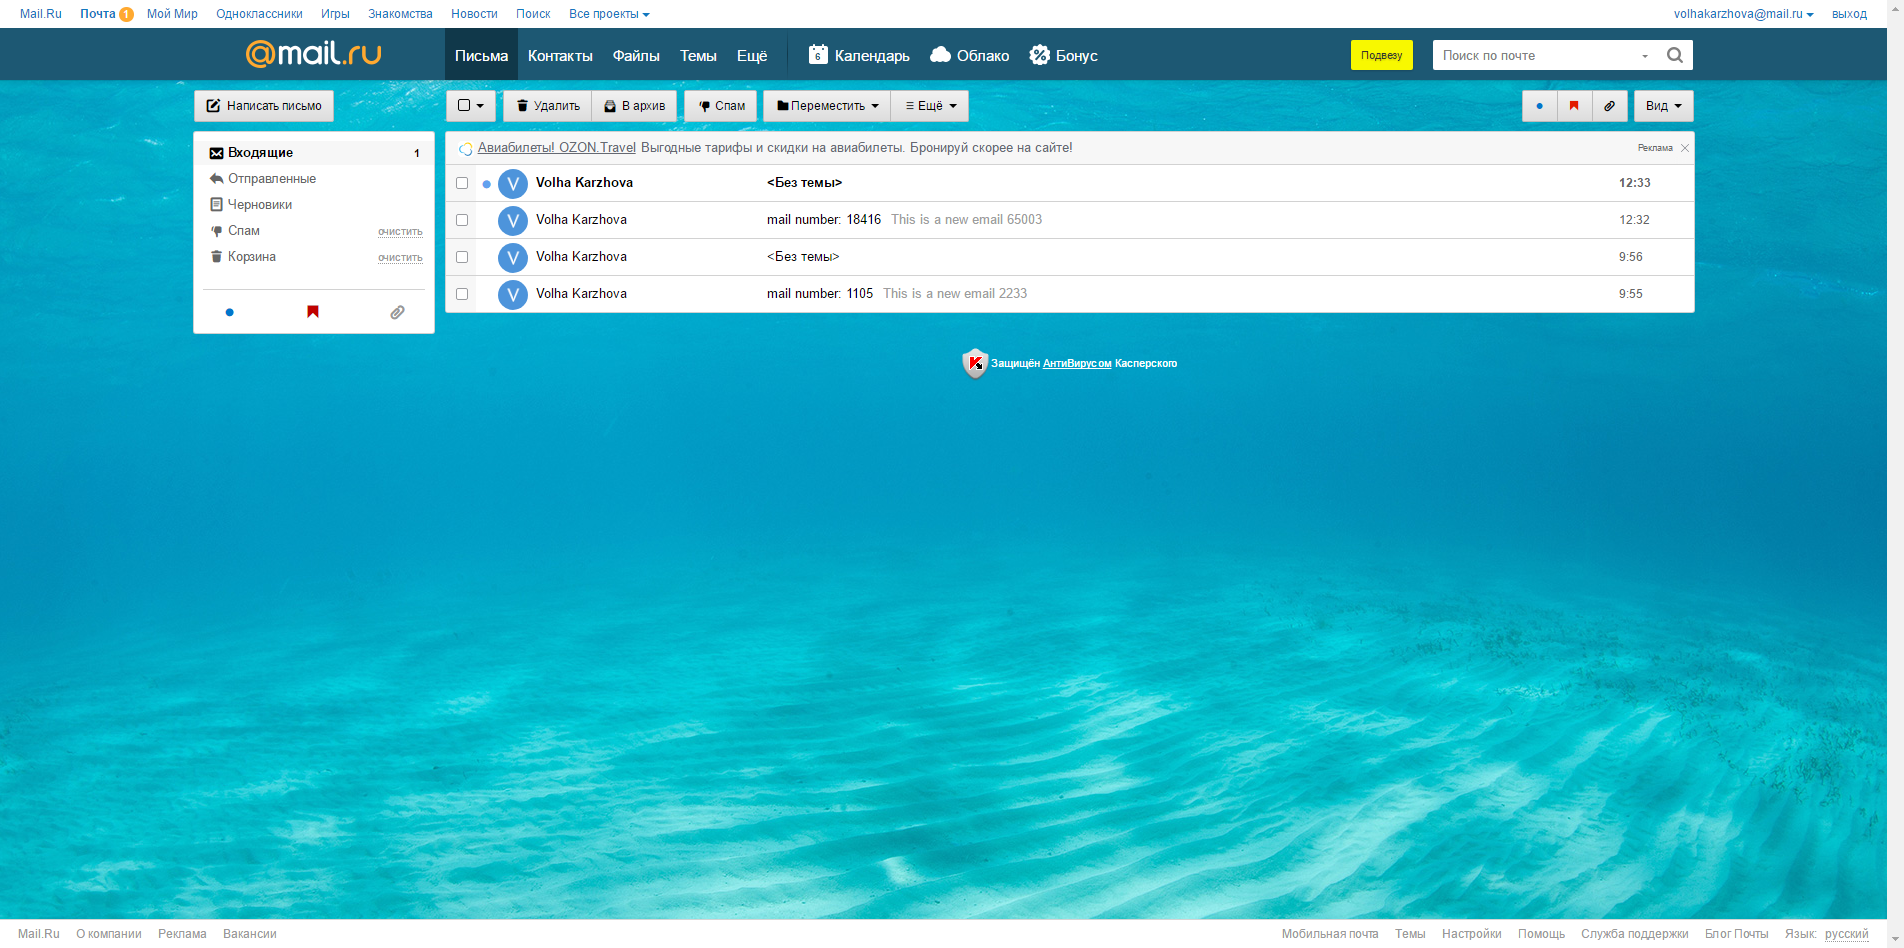 Mail.Ru Почта 1 Мой Мир Одноклассники Игры Знакомства Новости Поиск Все проекты volhakarzhova@mail.ru выход
@mail.ru Письма Контакты Файлы Темы Ещё 6 Календарь Облако Бонус Подвезу Поиск по почте
Написать письмо Удалить В архив Спам Переместить Ещё Вид
Входящие 1
Отправленные
Черновики
Спам очистить
Корзина очистить
Авиабилеты! OZON.Travel Выгодные тарифы и скидки на авиабилеты. Бронируй скорее на сайте! Реклама
V Volha Karzhova <Без темы> 12:33
V Volha Karzhova mail number: 18416 This is a new email 65003 12:32
V Volha Karzhova <Без темы> 9:56
V Volha Karzhova mail number: 1105 This is a new email 2233 9:55
Защищён АнтиВирусом Касперского
Mail.Ru О компании Реклама Вакансии Мобильная почта Темы Настройки Помощь Служба поддержки Блог Почты Язык: русский